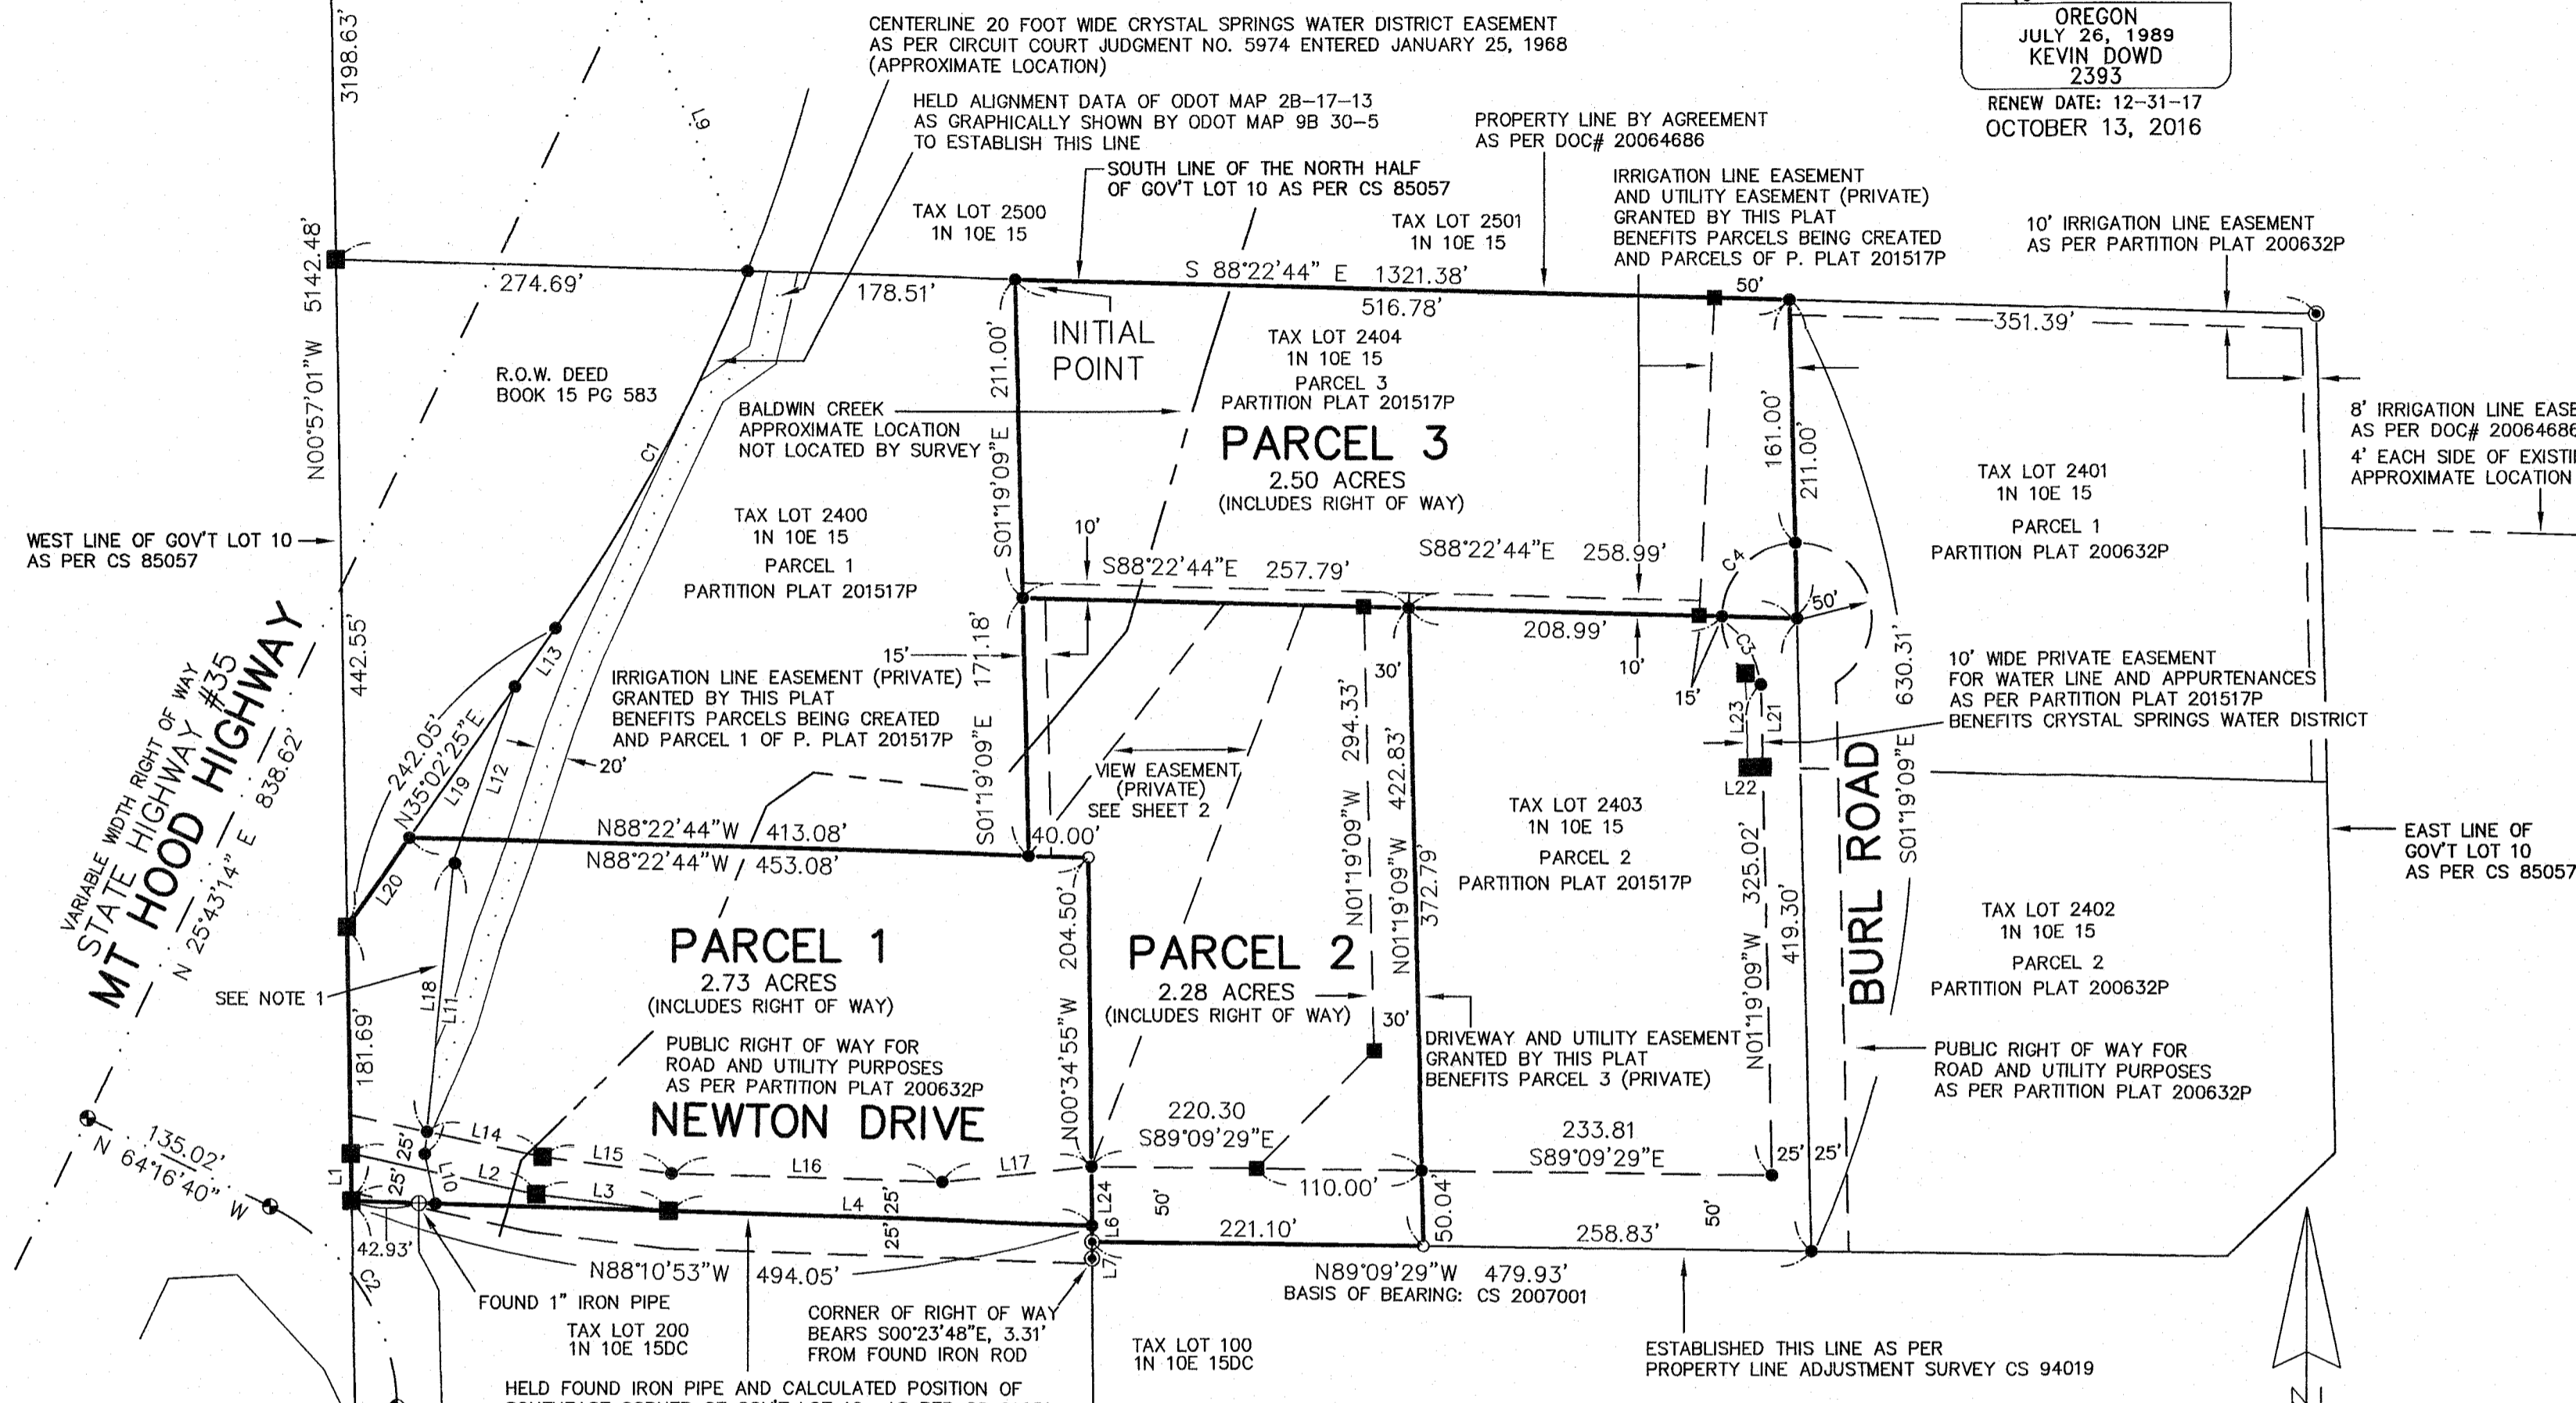 CENTERLINE 20 FOOT WIDE CRYSTAL SPRINGS WATER DISTRICT EASEMENT
AS PER CIRCUIT COURT JUDGMENT NO. 5974 ENTERED JANUARY 25, 1968
(APPROXIMATE LOCATION)
OREGON
JULY 26, 1989
KEVIN DOWD
2393
RENEW DATE: 12-31-17
OCTOBER 13, 2016
3198.63'
L9
HELD ALIGNMENT DATA OF ODOT MAP 2B-17-13
AS GRAPHICALLY SHOWN BY ODOT MAP 9B 30-5
TO ESTABLISH THIS LINE
PROPERTY LINE BY AGREEMENT
AS PER DOC# 20064686
SOUTH LINE OF THE NORTH HALF
OF GOV'T LOT 10 AS PER CS 85057
IRRIGATION LINE EASEMENT
AND UTILITY EASEMENT (PRIVATE)
GRANTED BY THIS PLAT
BENEFITS PARCELS BEING CREATED
AND PARCELS OF P. PLAT 201517P
TAX LOT 2500
1N 10E 15
TAX LOT 2501
1N 10E 15
10' IRRIGATION LINE EASEMENT
AS PER PARTITION PLAT 200632P
N00°57'01"W 5142.48'
274.69'
178.51'
S 88°22'44" E 1321.38'
516.78'
50'
351.39'
INITIAL
POINT
TAX LOT 2404
1N 10E 15
PARCEL 3
PARTITION PLAT 201517P
PARCEL 3
2.50 ACRES
(INCLUDES RIGHT OF WAY)
R.O.W. DEED
BOOK 15 PG 583
BALDWIN CREEK
APPROXIMATE LOCATION
NOT LOCATED BY SURVEY
C1
S01°19'09"E 211.00'
161.00'
211.00'
8' IRRIGATION LINE EASE
AS PER DOC# 20064686
4' EACH SIDE OF EXISTI
APPROXIMATE LOCATION
TAX LOT 2401
1N 10E 15
PARCEL 1
PARTITION PLAT 200632P
WEST LINE OF GOV'T LOT 10
AS PER CS 85057
TAX LOT 2400
1N 10E 15
PARCEL 1
PARTITION PLAT 201517P
10'
S88°22'44"E 257.79'
S88°22'44"E 258.99'
C4
50'
208.99'
10'
15'
C3
442.55'
VARIABLE WIDTH RIGHT OF WAY
STATE HIGHWAY #35
MT HOOD HIGHWAY
N 25°43'14" E 838.62'
L13
242.05'
N35°02'25"E
L19
L12
20'
L20
IRRIGATION LINE EASEMENT (PRIVATE)
GRANTED BY THIS PLAT
BENEFITS PARCELS BEING CREATED
AND PARCEL 1 OF P. PLAT 201517P
15'
S01°19'09"E 171.18'
VIEW EASEMENT
(PRIVATE)
SEE SHEET 2
30'
N01°19'09"W 294.33'
N01°19'09"W 422.83'
372.79'
L23
L21
L22
10' WIDE PRIVATE EASEMENT
FOR WATER LINE AND APPURTENANCES
AS PER PARTITION PLAT 201517P
BENEFITS CRYSTAL SPRINGS WATER DISTRICT
S01°19'09"E 630.31'
BURL ROAD
TAX LOT 2403
1N 10E 15
PARCEL 2
PARTITION PLAT 201517P
N01°19'09"W 325.02'
419.30'
EAST LINE OF
GOV'T LOT 10
AS PER CS 85057
TAX LOT 2402
1N 10E 15
PARCEL 2
PARTITION PLAT 200632P
N88°22'44"W 413.08'
N88°22'44"W 453.08'
40.00'
PARCEL 1
2.73 ACRES
(INCLUDES RIGHT OF WAY)
N00°34'55"W 204.50'
PARCEL 2
2.28 ACRES
(INCLUDES RIGHT OF WAY)
30'
SEE NOTE 1
L18
L11
181.69'
PUBLIC RIGHT OF WAY FOR
ROAD AND UTILITY PURPOSES
AS PER PARTITION PLAT 200632P
NEWTON DRIVE
DRIVEWAY AND UTILITY EASEMENT
GRANTED BY THIS PLAT
BENEFITS PARCEL 3 (PRIVATE)
PUBLIC RIGHT OF WAY FOR
ROAD AND UTILITY PURPOSES
AS PER PARTITION PLAT 200632P
135.02'
N 64°16'40" W
L1
25'
25'
L10
L14
L2
L15
L3
L16
L4
L17
25'
25'
L24
L6
L7
50'
220.30
S89°09'29"E
110.00'
50.04'
233.81
S89°09'29"E
25'
25'
50'
42.93'
C2
N88°10'53"W 494.05'
221.10'
258.83'
N89°09'29"W 479.93'
BASIS OF BEARING: CS 2007001
FOUND 1" IRON PIPE
TAX LOT 200
1N 10E 15DC
CORNER OF RIGHT OF WAY
BEARS S00°23'48"E, 3.31'
FROM FOUND IRON ROD
TAX LOT 100
1N 10E 15DC
ESTABLISHED THIS LINE AS PER
PROPERTY LINE ADJUSTMENT SURVEY CS 94019
HELD FOUND IRON PIPE AND CALCULATED POSITION OF